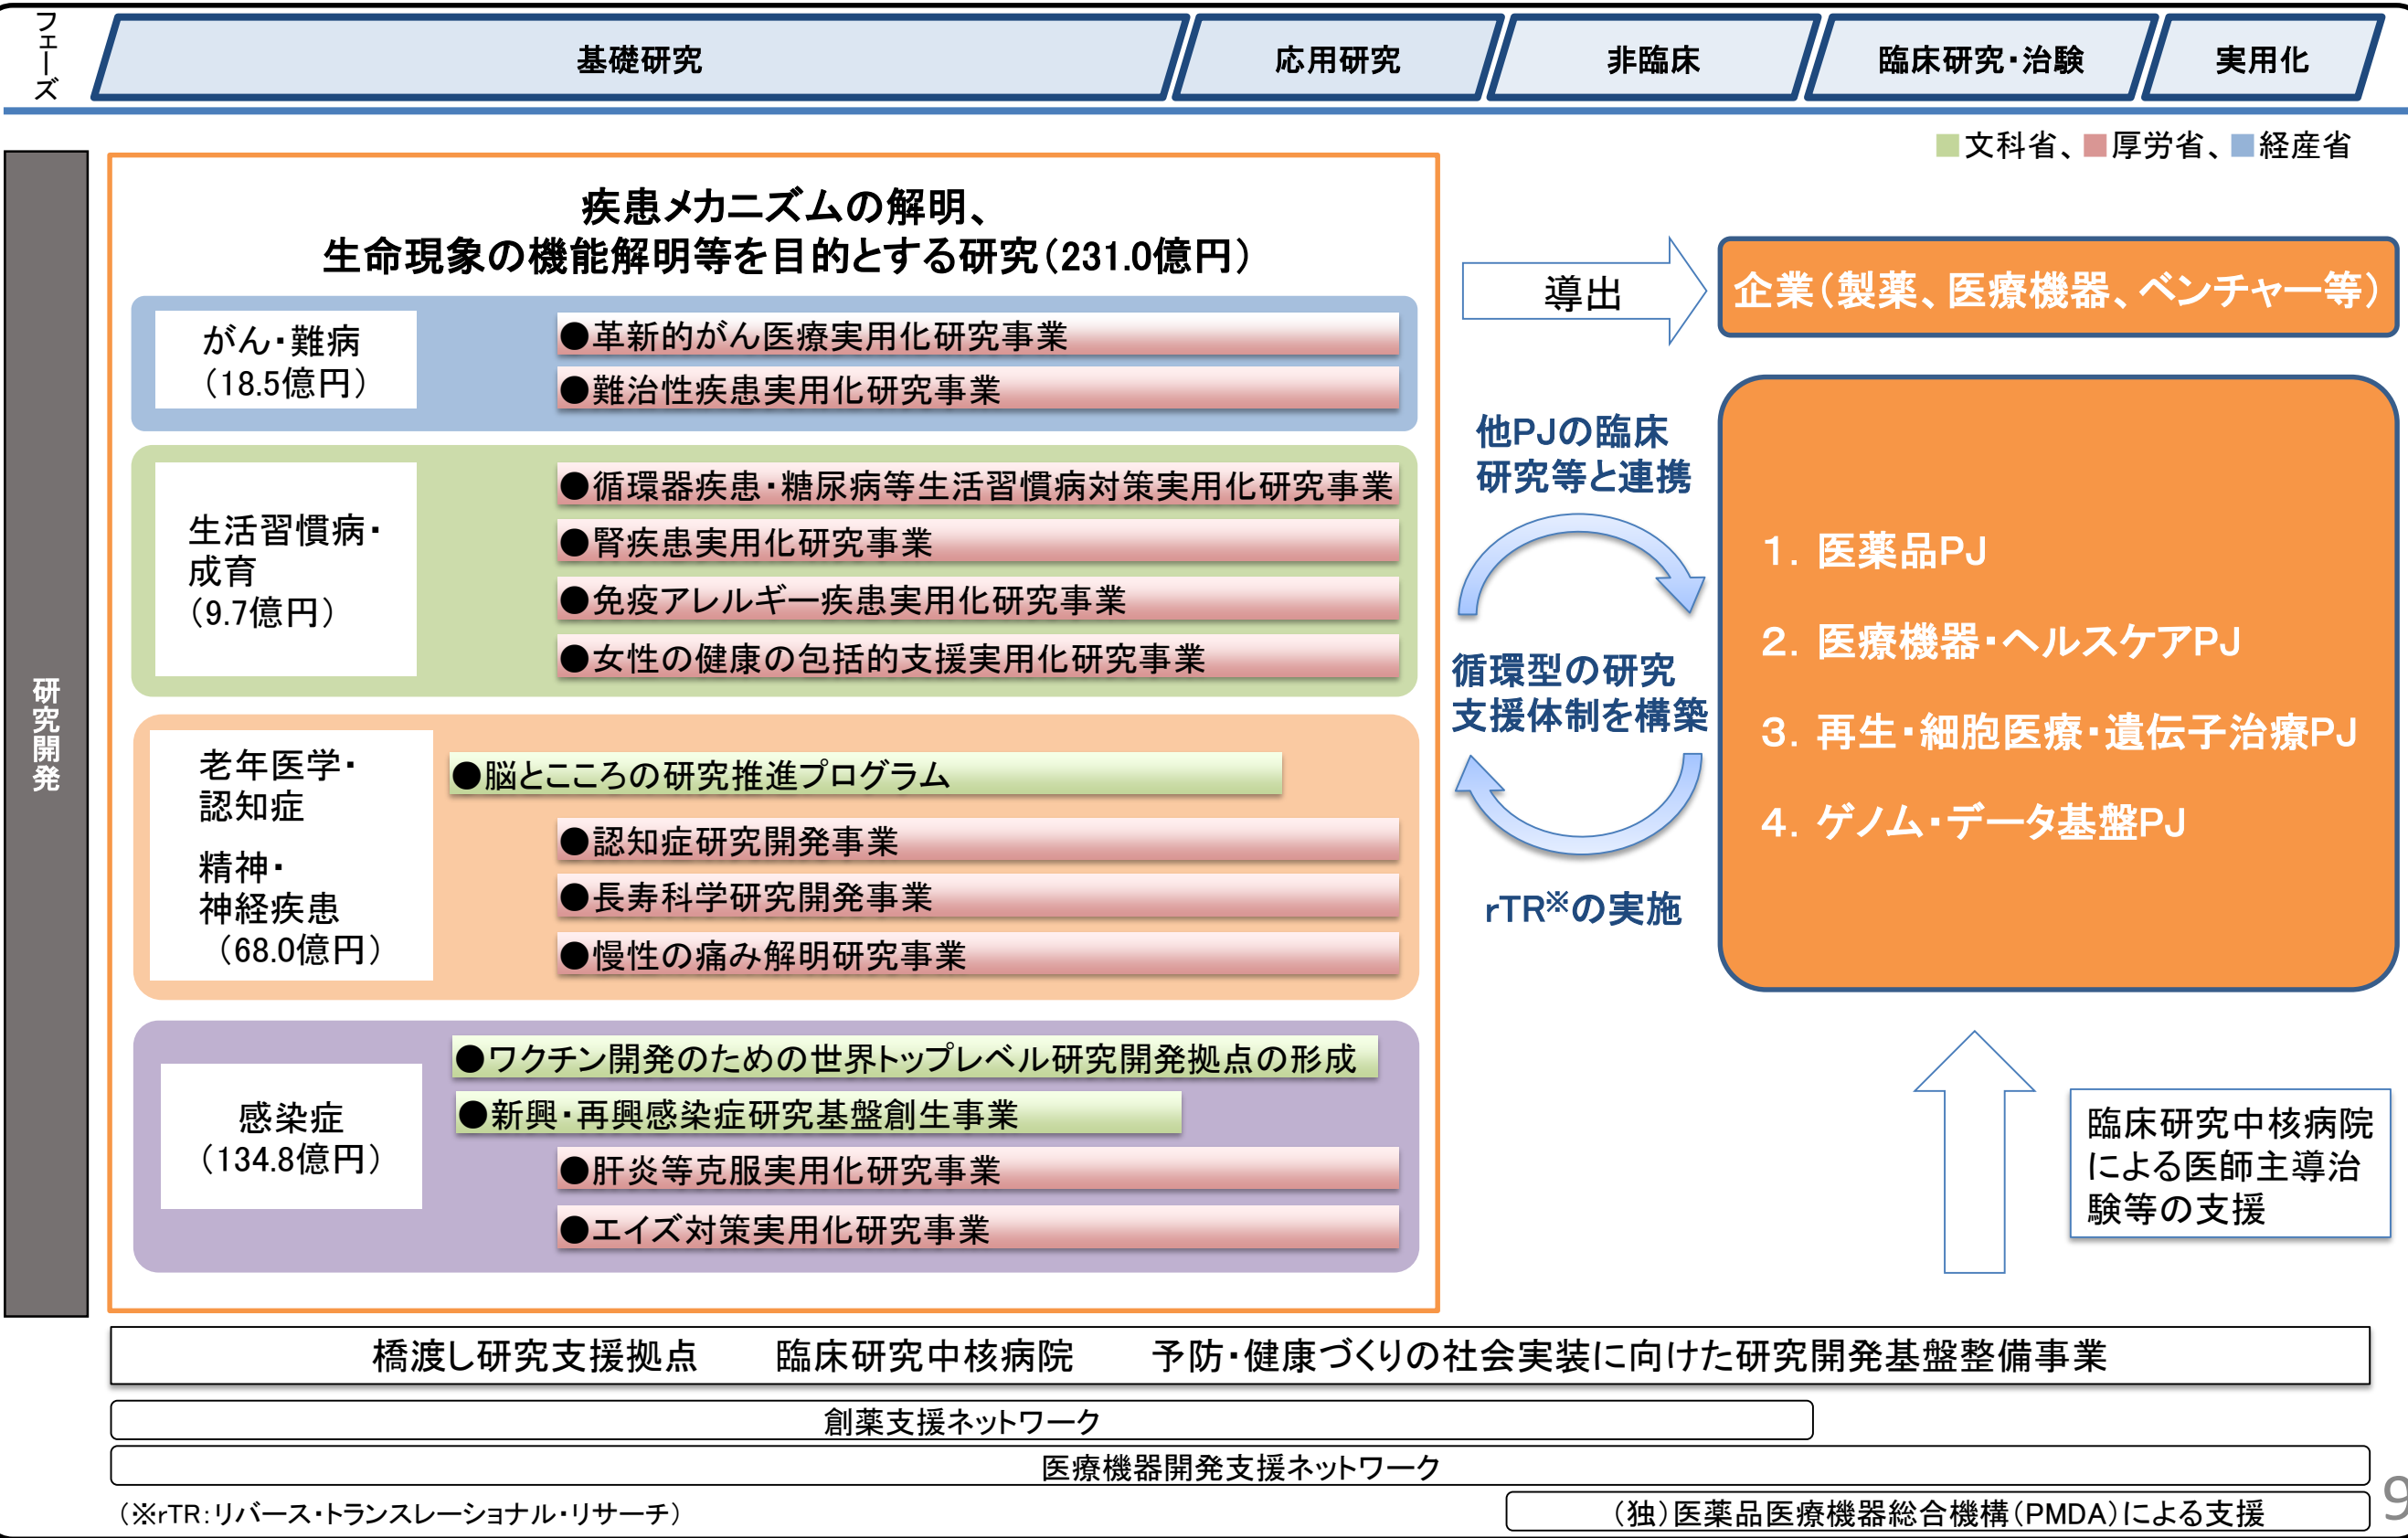 フェーズ
基礎研究
応用研究
非臨床
臨床研究・治験
実用化
文科省、厚労省、経産省
研究開発
疾患メカニズムの解明、
生命現象の機能解明等を目的とする研究（231.0億円）
がん・難病
（18.5億円）
●革新的がん医療実用化研究事業
●難治性疾患実用化研究事業
生活習慣病・
成育
（9.7億円）
●循環器疾患・糖尿病等生活習慣病対策実用化研究事業
●腎疾患実用化研究事業
●免疫アレルギー疾患実用化研究事業
●女性の健康の包括的支援実用化研究事業
老年医学・
認知症
精神・
神経疾患
（68.0億円）
●脳とこころの研究推進プログラム
●認知症研究開発事業
●長寿科学研究開発事業
●慢性の痛み解明研究事業
感染症
（134.8億円）
●ワクチン開発のための世界トップレベル研究開発拠点の形成
●新興・再興感染症研究基盤創生事業
●肝炎等克服実用化研究事業
●エイズ対策実用化研究事業
導出
企業（製薬、医療機器、ベンチャー等）
他PJの臨床
研究等と連携
循環型の研究
支援体制を構築
rTR※の実施
1．医薬品PJ
2．医療機器・ヘルスケアPJ
3．再生・細胞医療・遺伝子治療PJ
4．ゲノム・データ基盤PJ
臨床研究中核病院
による医師主導治
験等の支援
橋渡し研究支援拠点　臨床研究中核病院　予防・健康づくりの社会実装に向けた研究開発基盤整備事業
創薬支援ネットワーク
医療機器開発支援ネットワーク
（※rTR：リバース・トランスレーショナル・リサーチ）
（独）医薬品医療機器総合機構（PMDA）による支援
9